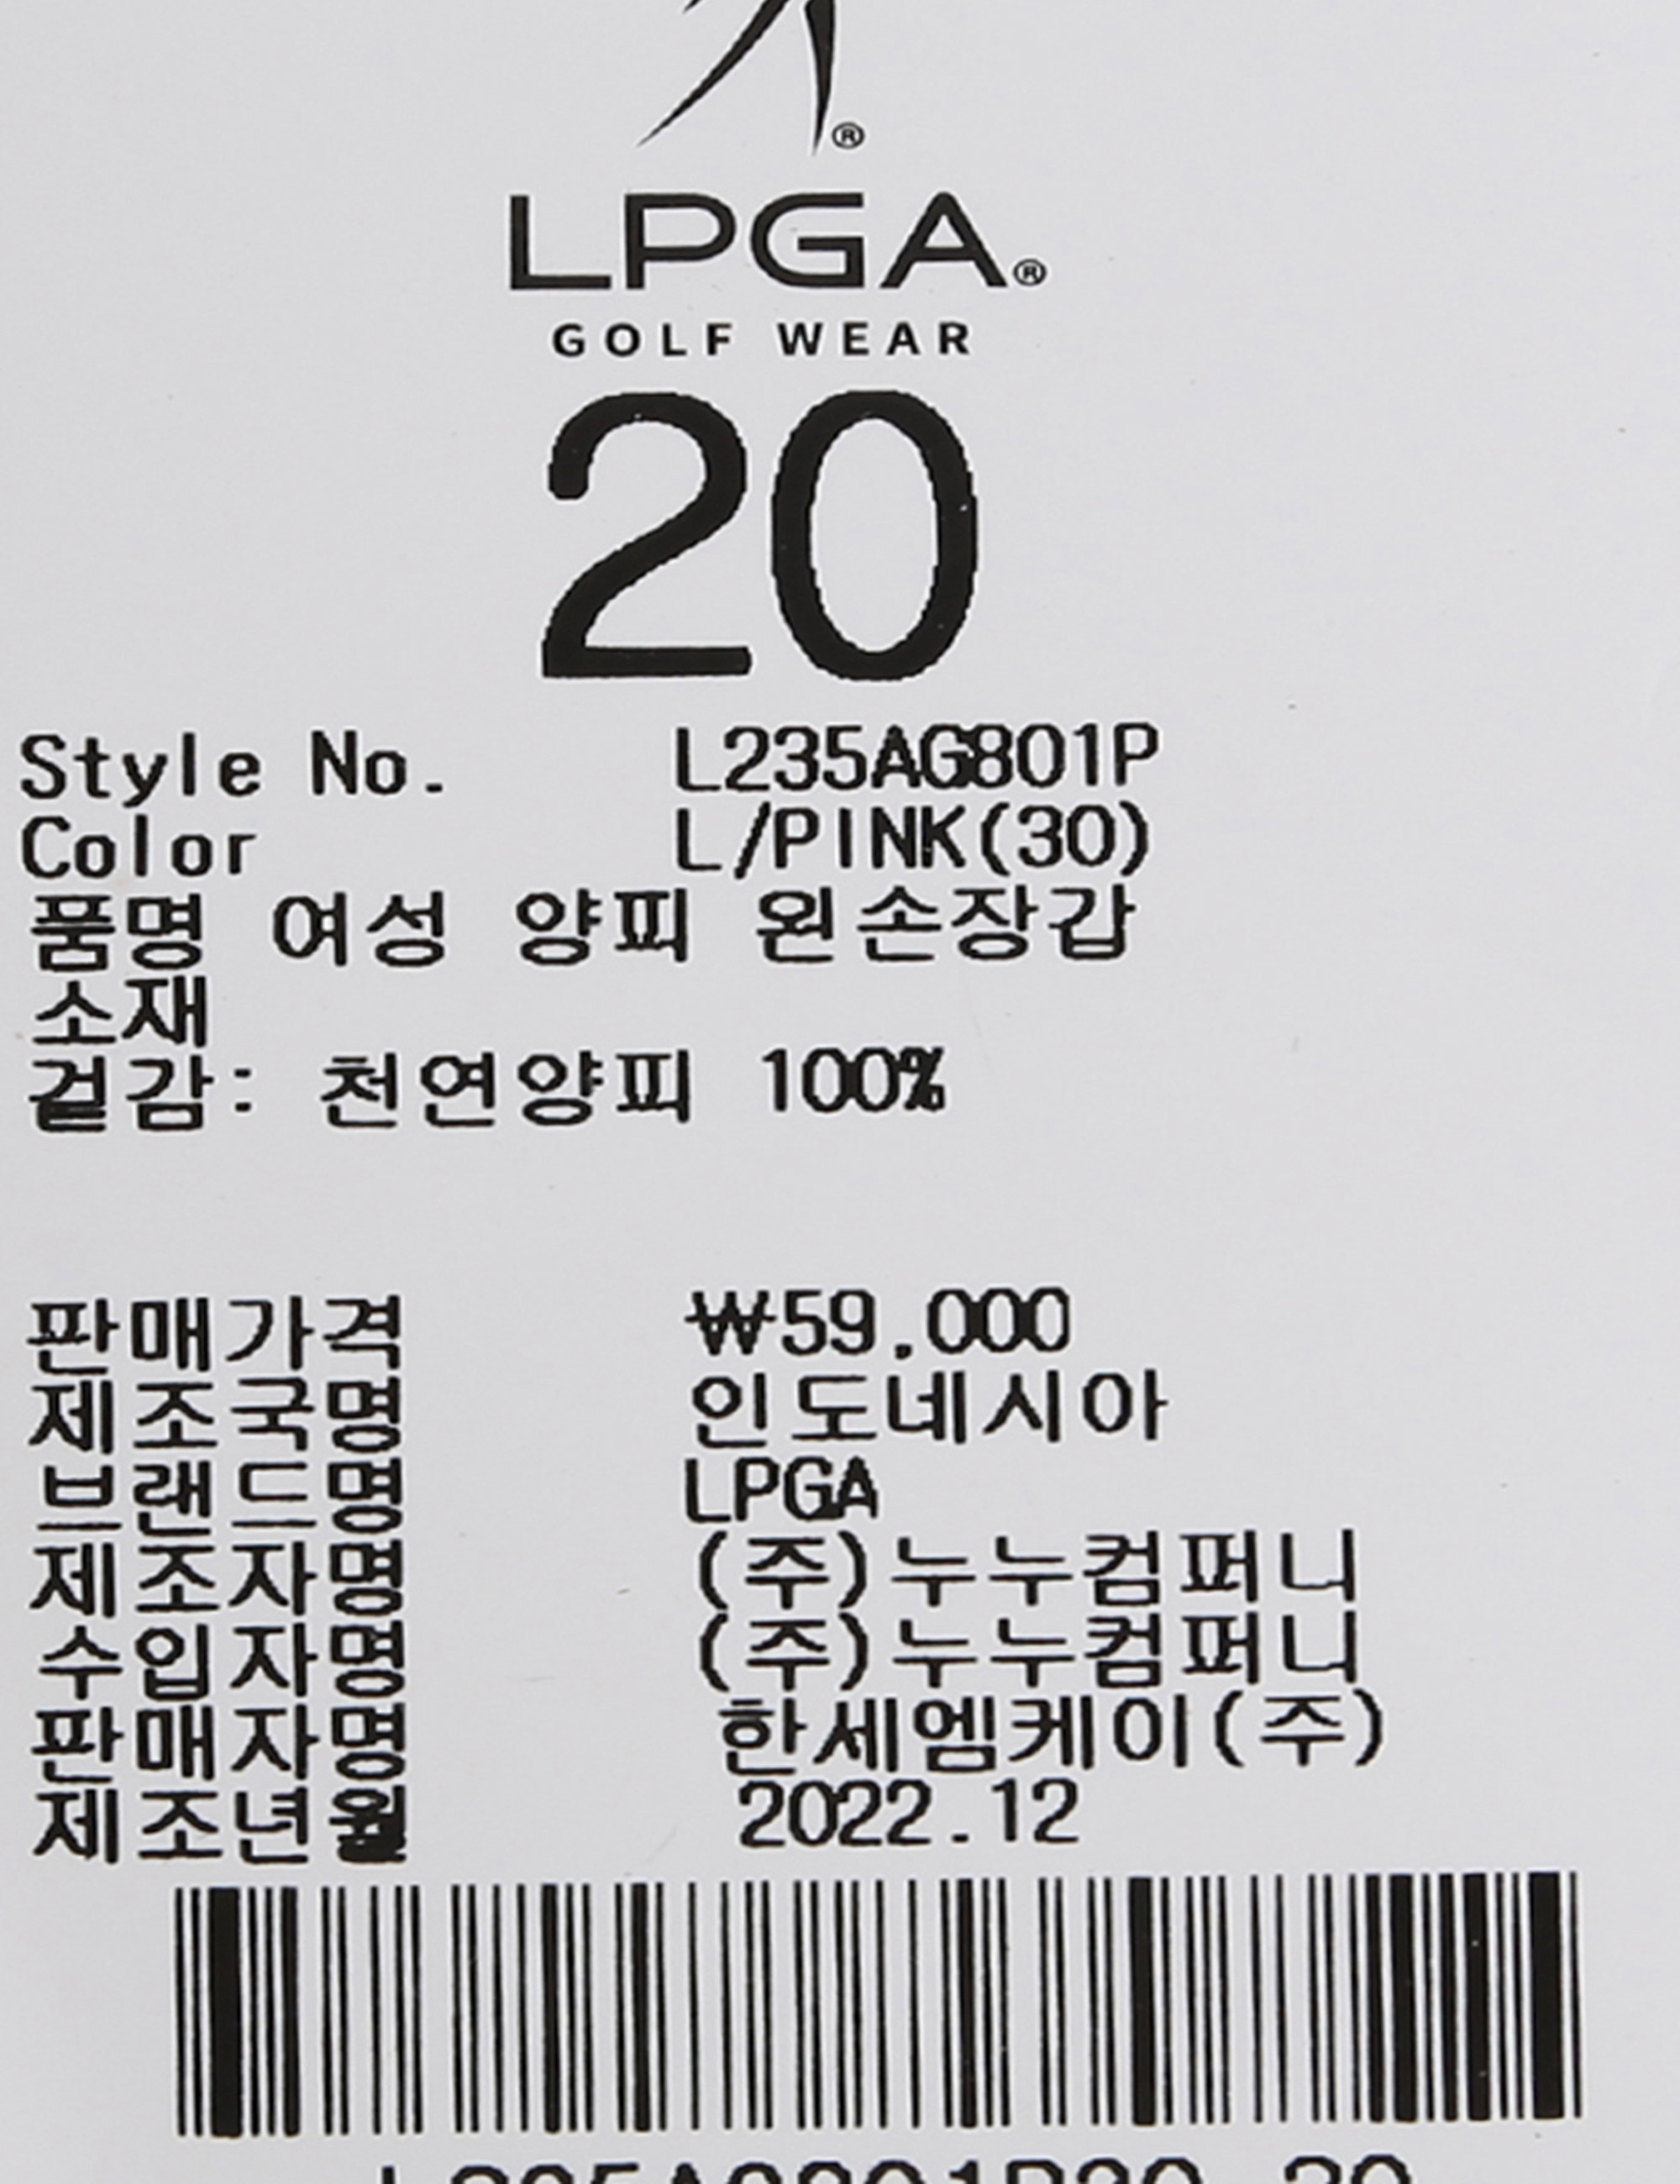 LPGA®
GOLF WEAR
20
Style No. L235AG801P
Color L/PINK(30)
품명 여성 양피 왼손장갑
소재
겉감: 천연양피 100%
판매가격 ₩59.000
제조국명 인도네시아
브랜드명 LPGA
제조자명 (주)누누컴퍼니
수입자명 (주)누누컴퍼니
판매자명 한세엠케이(주)
제조년월 2022.12